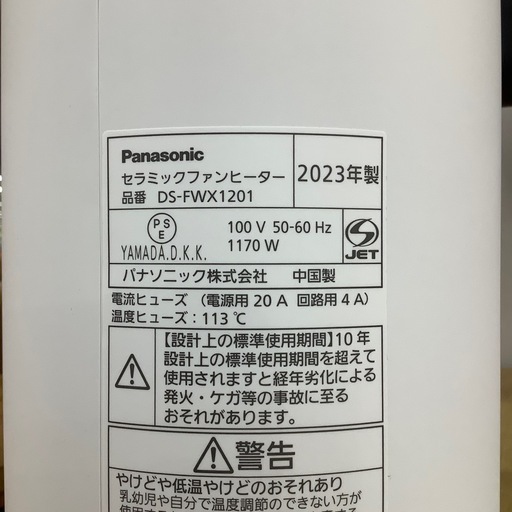 Panasonic
セラミックファンヒーター
品番 DS-FWX1201
2023年製
PSE
YAMADA.D.K.K.
100 V 50-60 Hz
1170 W
S
JET
パナソニック株式会社 中国製
電流ヒューズ (電源用 20 A 回路用 4 A)
温度ヒューズ:113℃
【設計上の標準使用期間】10年
設計上の標準使用期間を超えて
使用されますと経年劣化による
発火・ケガ等の事故に至る
おそれがあります。
警告
やけどや低温やけどのおそれあり
乳幼児や自分で温度調節のできない方が